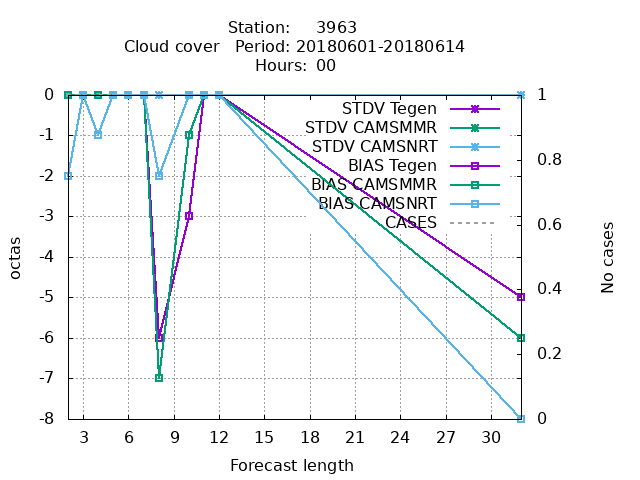 Station: 3963
Cloud cover Period: 20180601-20180614
Hours: 00
STDV Tegen
STDV CAMSMMR
STDV CAMSNRT
BIAS Tegen
BIAS CAMSMMR
BIAS CAMSNRT
CASES
0
-1
-2
-3
-4
-5
-6
-7
-8
octas
1
0.8
0.6
0.4
0.2
0
No cases
3 6 9 12 15 18 21 24 27 30
Forecast length